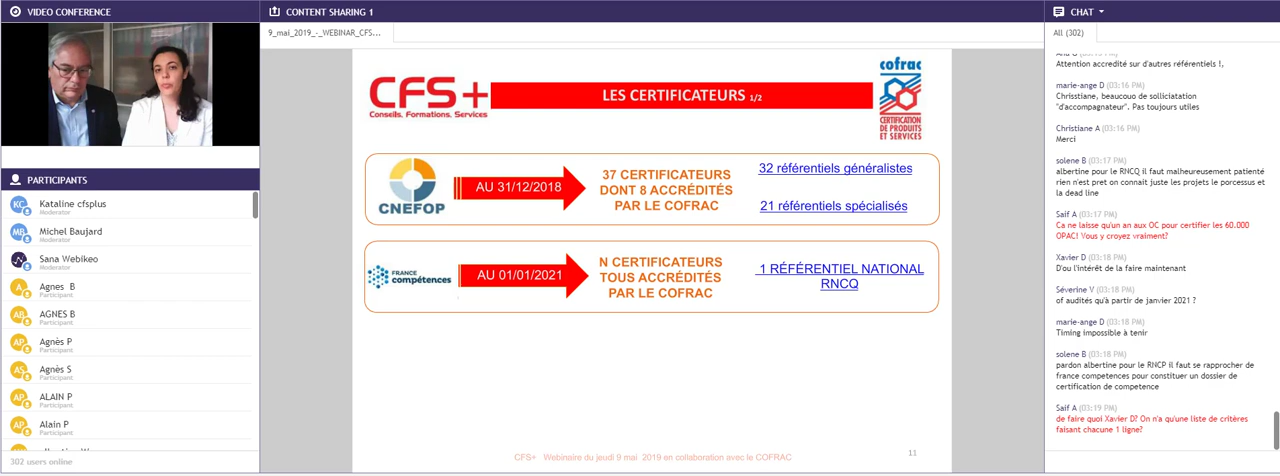 VIDEO CONFERENCE
PARTICIPANTS
KC
Kataline cfsplus
Moderator
MB
Michel Baujard
Moderator
Sana Webikeo
Moderator
A
Agnes B
Participant
AB
AGNES B
Participant
AP
Agnès P
Participant
AS
Agnès S
Participant
AP
ALAIN P
Participant
AP
Alain P
Participant
302 users online
CONTENT SHARING 1
9_mai_2019_-_WEBINAR_CFS...
CFS+
Conseils, Formations, Services
LES CERTIFICATEURS 1/2
cofrac
CERTIFICATION
DE PRODUITS
ET SERVICES
CNEFOP
AU 31/12/2018
37 CERTIFICATEURS
DONT 8 ACCRÉDITÉS
PAR LE COFRAC
32 référentiels généralistes
21 référentiels spécialisés
FRANCE
compétences
AU 01/01/2021
N CERTIFICATEURS
TOUS ACCRÉDITÉS
PAR LE COFRAC
1 RÉFÉRENTIEL NATIONAL
RNCQ
CFS+ Webinaire du jeudi 9 mai 2019 en collaboration avec le COFRAC
11
CHAT
All (302)
Attention accredité sur d'autres référentiels !,
marie-ange D (03:16 PM)
Chrisstiane, beaucouo de solliciatation
"d'accompagnateur". Pas toujours utiles
Christiane A (03:16 PM)
Merci
solene B (03:17 PM)
albertine pour le RNCQ il faut malheureusement patienté
rien n'est pret on connait juste les projets le porcessus et
la dead line
Saif A (03:17 PM)
Ca ne laisse qu'un an aux OC pour certifier les 60.000
OPAC! Vous y croyez vraiment?
Xavier D (03:18 PM)
D'ou l'intérêt de la faire maintenant
Séverine V (03:18 PM)
of audités qu'à partir de janvier 2021 ?
marie-ange D (03:18 PM)
Timing impossible à tenir
solene B (03:18 PM)
pardon albertine pour le RNCP il faut se rapprocher de
france competences pour constituer un dossier de
certification de competence
Saif A (03:19 PM)
de faire quoi Xavier D? On n'a qu'une liste de critères
faisant chacune 1 ligne?